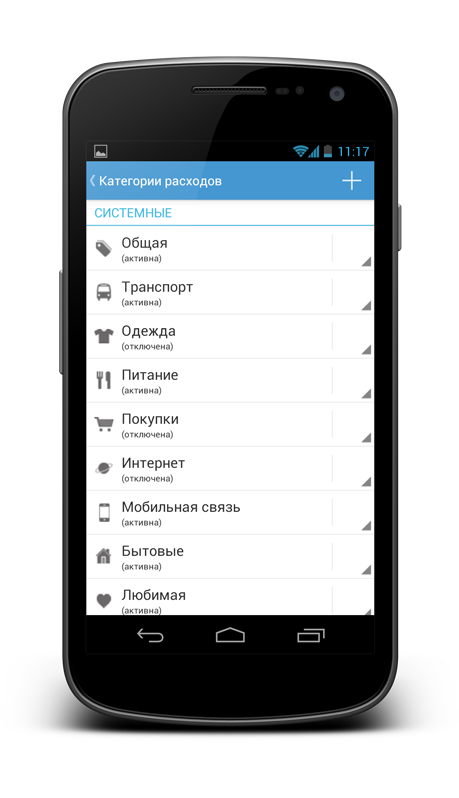 11:17
Категории расходов
СИСТЕМНЫЕ
Общая
(активна)
Транспорт
(активна)
Одежда
(отключена)
Питание
(активна)
Покупки
(отключена)
Интернет
(отключена)
Мобильная связь
(активна)
Бытовые
(активна)
Любимая
(активна)